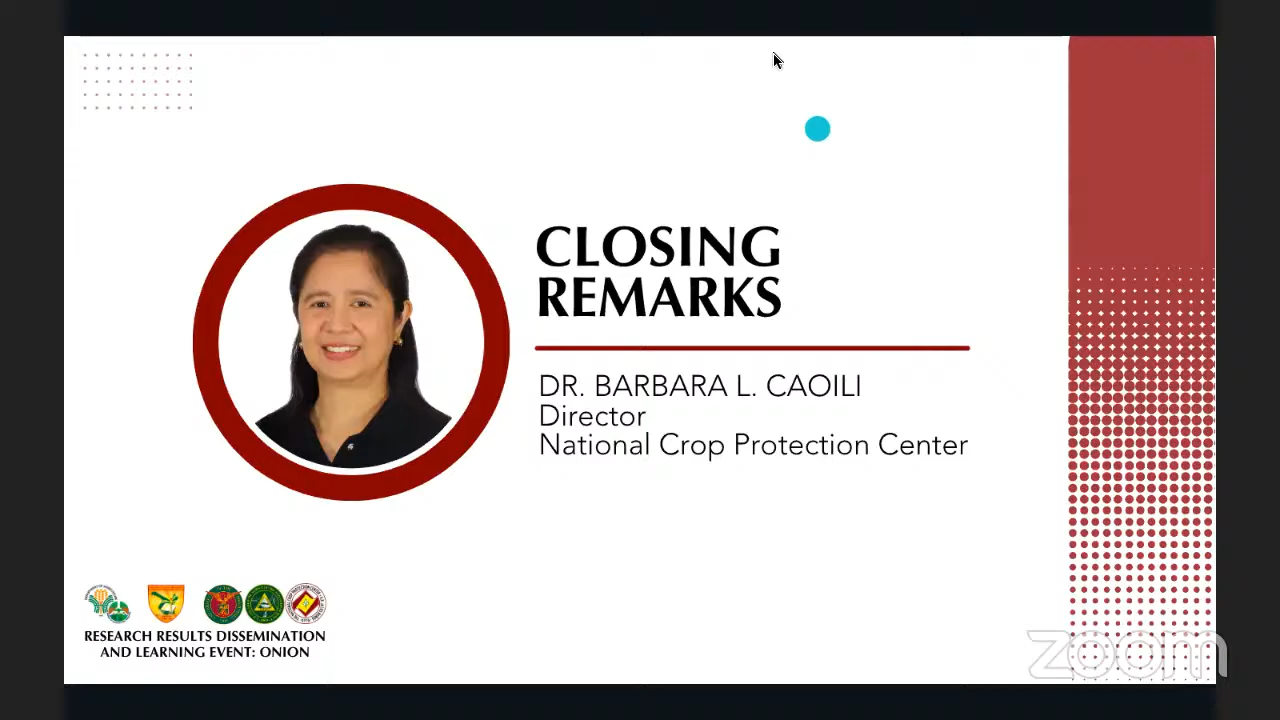 CLOSING
REMARKS
DR. BARBARA L. CAOILI
Director
National Crop Protection Center
RESEARCH RESULTS DISSEMINATION
AND LEARNING EVENT: ONION
zoom